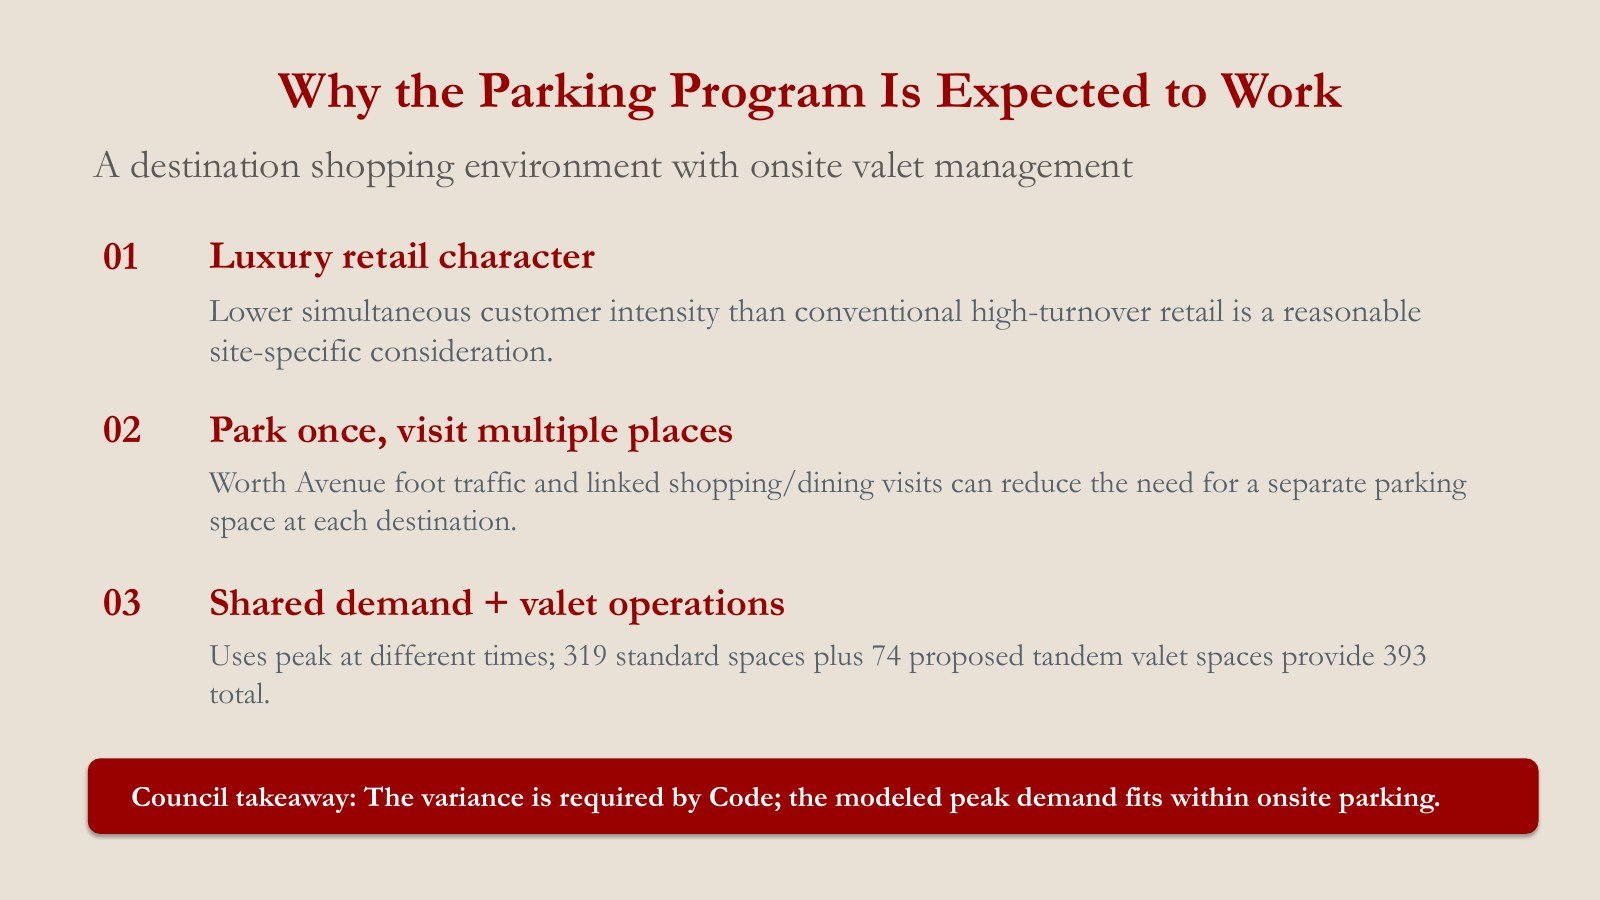 Why the Parking Program Is Expected to Work
A destination shopping environment with onsite valet management
01
Luxury retail character
Lower simultaneous customer intensity than conventional high-turnover retail is a reasonable
site-specific consideration.
02
Park once, visit multiple places
Worth Avenue foot traffic and linked shopping/dining visits can reduce the need for a separate parking
space at each destination.
03
Shared demand + valet operations
Uses peak at different times; 319 standard spaces plus 74 proposed tandem valet spaces provide 393
total.
Council takeaway: The variance is required by Code; the modeled peak demand fits within onsite parking.